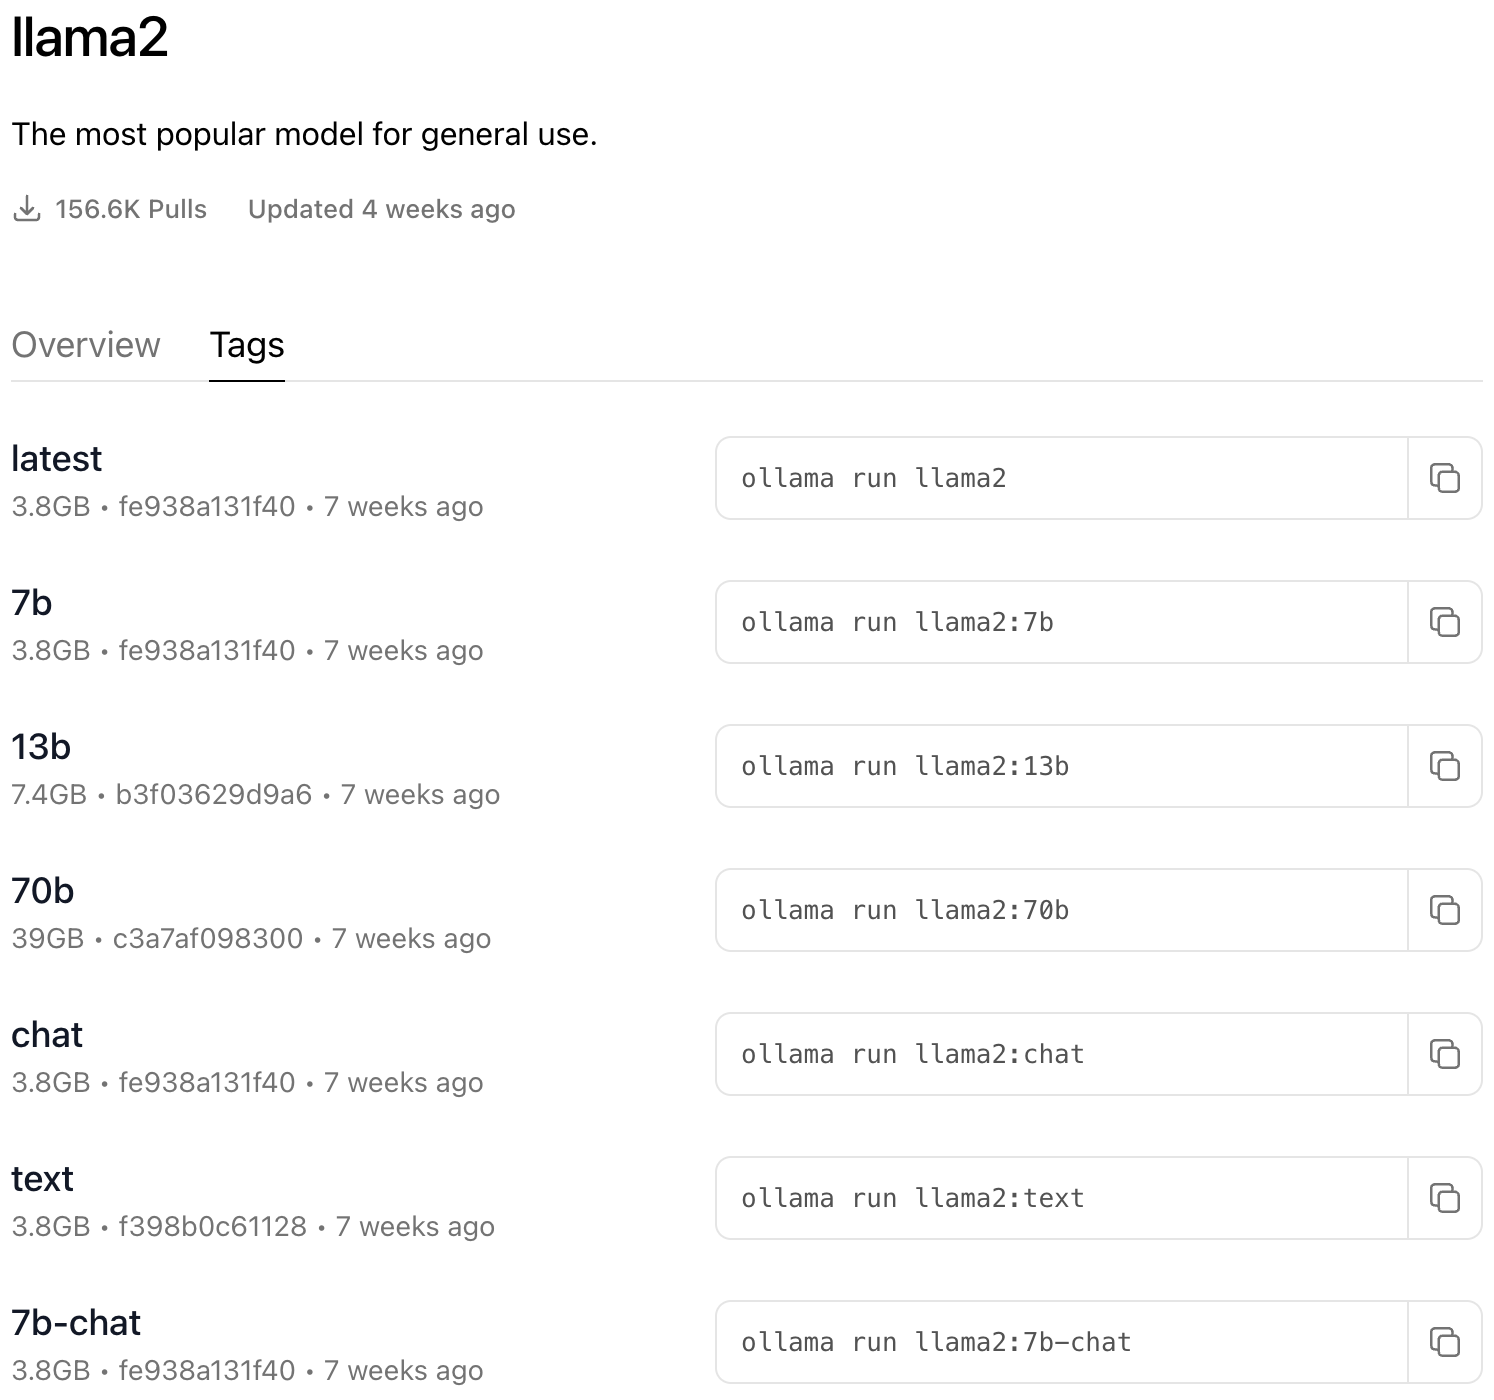 llama2
The most popular model for general use.
156.6K Pulls Updated 4 weeks ago
Overview Tags
latest
3.8GB • fe938a131f40 • 7 weeks ago
ollama run llama2
7b
3.8GB • fe938a131f40 • 7 weeks ago
ollama run llama2:7b
13b
7.4GB • b3f03629d9a6 • 7 weeks ago
ollama run llama2:13b
70b
39GB • c3a7af098300 • 7 weeks ago
ollama run llama2:70b
chat
3.8GB • fe938a131f40 • 7 weeks ago
ollama run llama2:chat
text
3.8GB • f398b0c61128 • 7 weeks ago
ollama run llama2:text
7b-chat
3.8GB • fe938a131f40 • 7 weeks ago
ollama run llama2:7b-chat